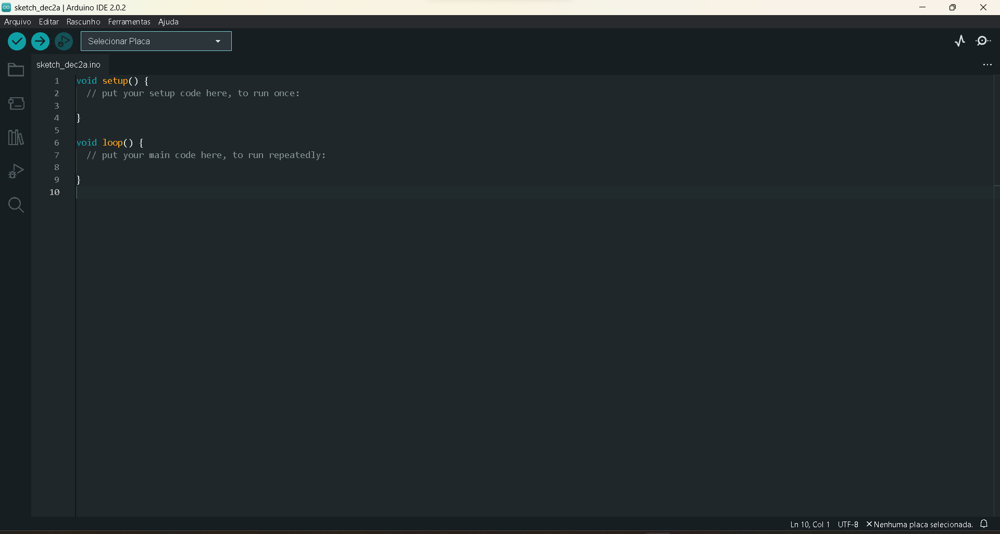 sketch_dec2a | Arduino IDE 2.0.2
Arquivo Editar Rascunho Ferramentas Ajuda
Selecionar Placa
sketch_dec2a.ino
1 void setup() {
2 // put your setup code here, to run once:
3
4 }
5
6 void loop() {
7 // put your main code here, to run repeatedly:
8
9 }
10
Ln 10, Col 1 UTF-8 Nenhuma placa selecionada.